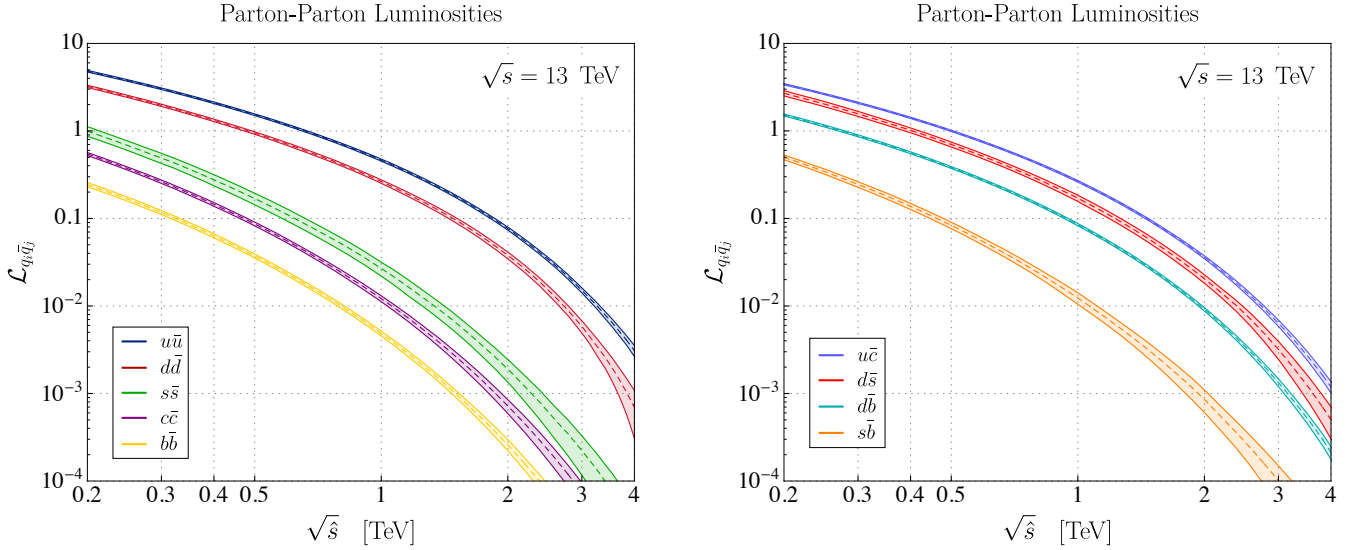 Parton-Parton Luminosities
10
1
0.1
10⁻²
10⁻³
10⁻⁴
ℒ_{q_i q̄_j}
√s = 13 TeV
uū
dd̄
ss̄
cc̄
bb̄
0.2 0.3 0.4 0.5 1 2 3 4
√ŝ [TeV]
Parton-Parton Luminosities
10
1
0.1
10⁻²
10⁻³
10⁻⁴
ℒ_{q_i q̄_j}
√s = 13 TeV
uc̄
ds̄
db̄
sb̄
0.2 0.3 0.4 0.5 1 2 3 4
√ŝ [TeV]